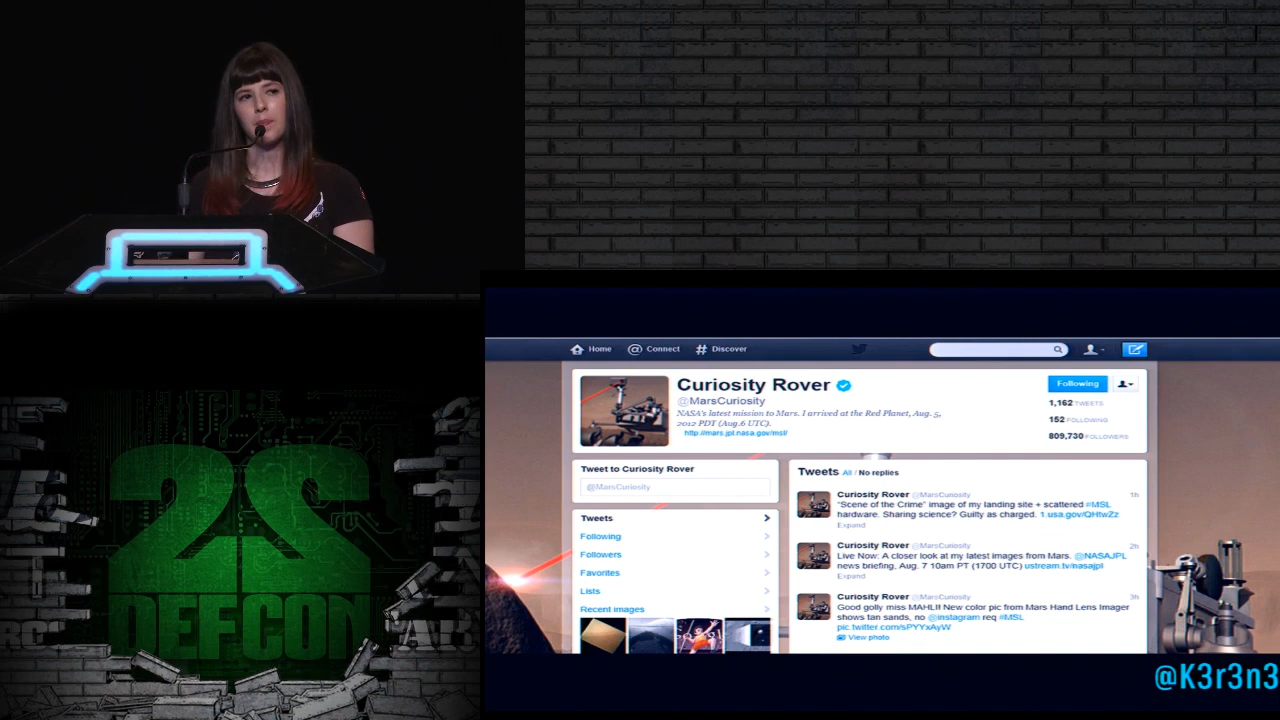 Home
Connect
Discover
Curiosity Rover
@MarsCuriosity
NASA's latest mission to Mars. I arrived at the Red Planet, Aug. 5,
2012 PDT (Aug.6 UTC).
http://mars.jpl.nasa.gov/msl/
Following
1,162 TWEETS
152 FOLLOWING
809,730 FOLLOWERS
Tweet to Curiosity Rover
@MarsCuriosity
Tweets
Following
Followers
Favorites
Lists
Recent images
Tweets All / No replies
Curiosity Rover @MarsCuriosity 1h
"Scene of the Crime" image of my landing site + scattered #MSL
hardware. Sharing science? Guilty as charged. 1.usa.gov/QHtwZz
Expand
Curiosity Rover @MarsCuriosity 2h
Live Now: A closer look at my latest images from Mars. @NASAJPL
news briefing, Aug. 7 10am PT (1700 UTC) ustream.tv/nasajpl
Expand
Curiosity Rover @MarsCuriosity 3h
Good golly miss MAHLI! New color pic from Mars Hand Lens Imager
shows tan sands, no @instagram req #MSL
pic.twitter.com/sPYYxAyW
View photo
DEFCON
@K3r3n3